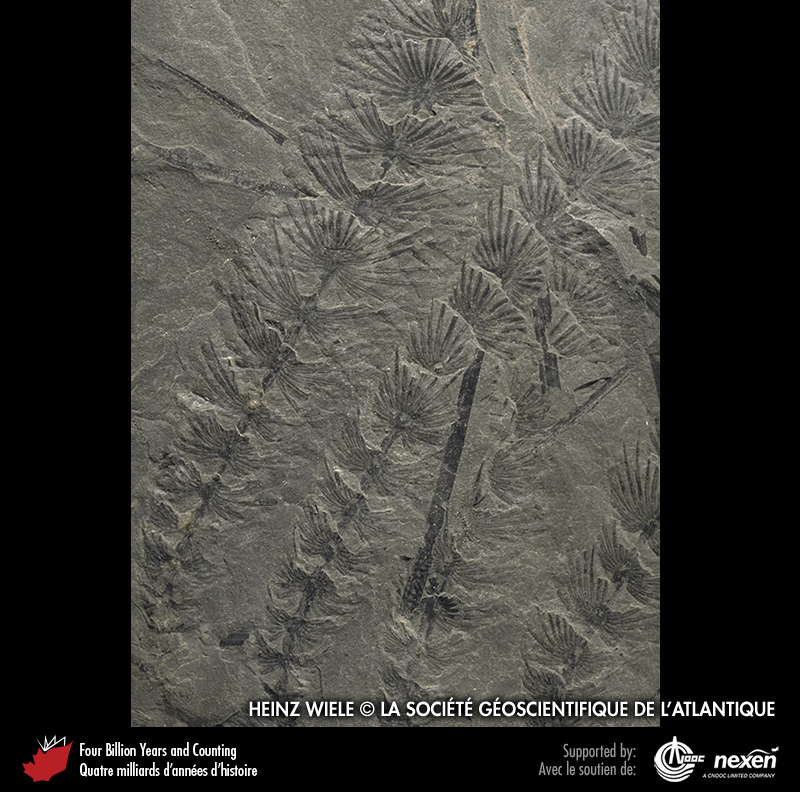 HEINZ WIELE © LA SOCIÉTÉ GÉOSCIENTIFIQUE DE L'ATLANTIQUE
Four Billion Years and Counting
Quatre milliards d'années d'histoire
Supported by:
Avec le soutien de:
CNOOC
nexen
A CNOOC LIMITED COMPANY